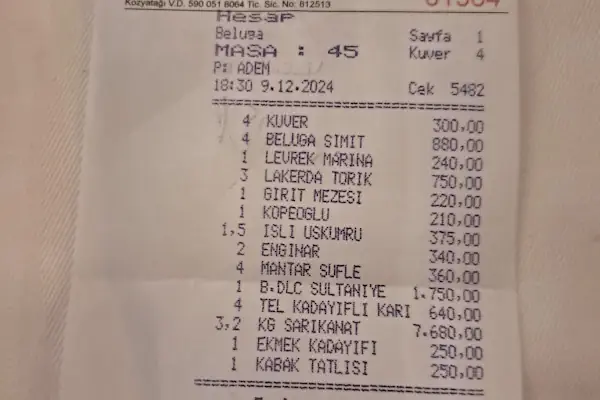 Kozyatağı V.D. 590 051 8064 Tic. Sic. No: 812513
Hesap
Beluga Sayfa 1
MASA : 45 Kuver 4
P: ADEM
18:30 9.12.2024 Cek 5482
4 KUVER 300,00
4 BELUGA SIMIT 880,00
1 LEVREK MARINA 240,00
3 LAKERDA TORIK 750,00
1 GIRIT MEZESI 220,00
1 KOPEOGLU 210,00
1,5 ISLI USKUMRU 375,00
2 ENGINAR 340,00
4 MANTAR SUFLE 360,00
1 B.DLC SULTANIYE 1.750,00
4 TEL KADAYIFLI KARI 640,00
3,2 KG SARIKANAT 7.680,00
1 EKMEK KADAYIFI 250,00
1 KABAK TATLISI 250,00